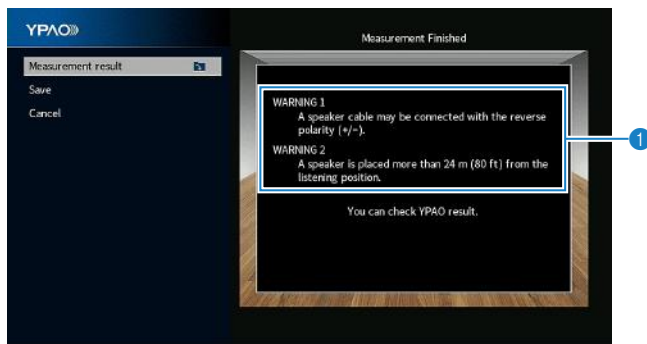 YPAO
Measurement Finished
Measurement result
Save
Cancel
WARNING 1
A speaker cable may be connected with the reverse
polarity (+/-).
WARNING 2
A speaker is placed more than 24 m (80 ft) from the
listening position.
You can check YPAO result.
1